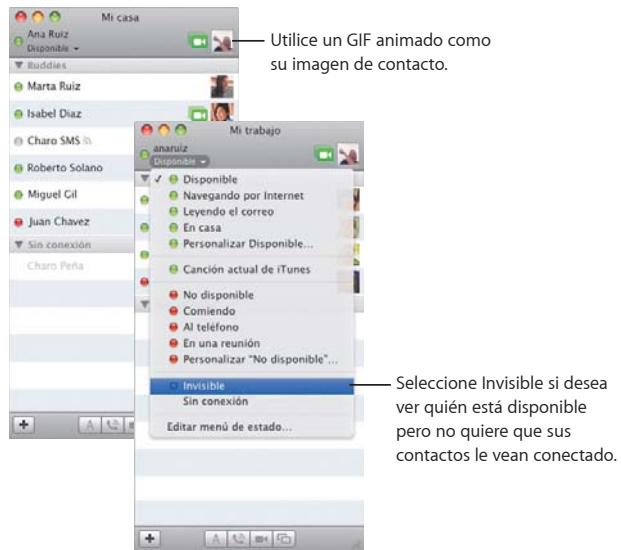 Mi casa
Ana Ruiz
Disponible
Utilice un GIF animado como
su imagen de contacto.
Buddies
Marta Ruiz
Isabel Diaz
Charo SMS
Roberto Solano
Miguel Gil
Juan Chavez
Sin conexión
Charo Peña
Mi trabajo
anaruiz
Disponible
✓ Disponible
Navegando por Internet
Leyendo el correo
En casa
Personalizar Disponible...
Canción actual de iTunes
No disponible
Comiendo
Al teléfono
En una reunión
Personalizar "No disponible"...
Invisible
Sin conexión
Editar menú de estado...
Seleccione Invisible si desea
ver quién está disponible
pero no quiere que sus
contactos le vean conectado.
A
A